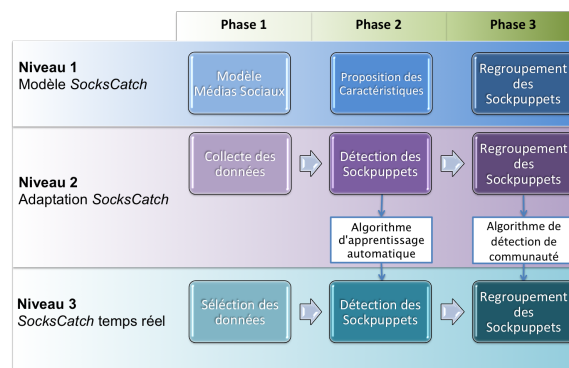 Phase 1 Phase 2 Phase 3
Niveau 1
Modèle SocksCatch
Modèle
Médias Sociaux
Proposition des
Caractéristiques
Regroupement
des
Sockpuppets
Niveau 2
Adaptation SocksCatch
Collecte des
données
Détection des
Sockpuppets
Regroupement
des
Sockpuppets
Algorithme
d'apprentissage
automatique
Algorithme de
détection de
communauté
Niveau 3
SocksCatch temps réel
Séléction des
données
Détection des
Sockpuppets
Regroupement
des
Sockpuppets